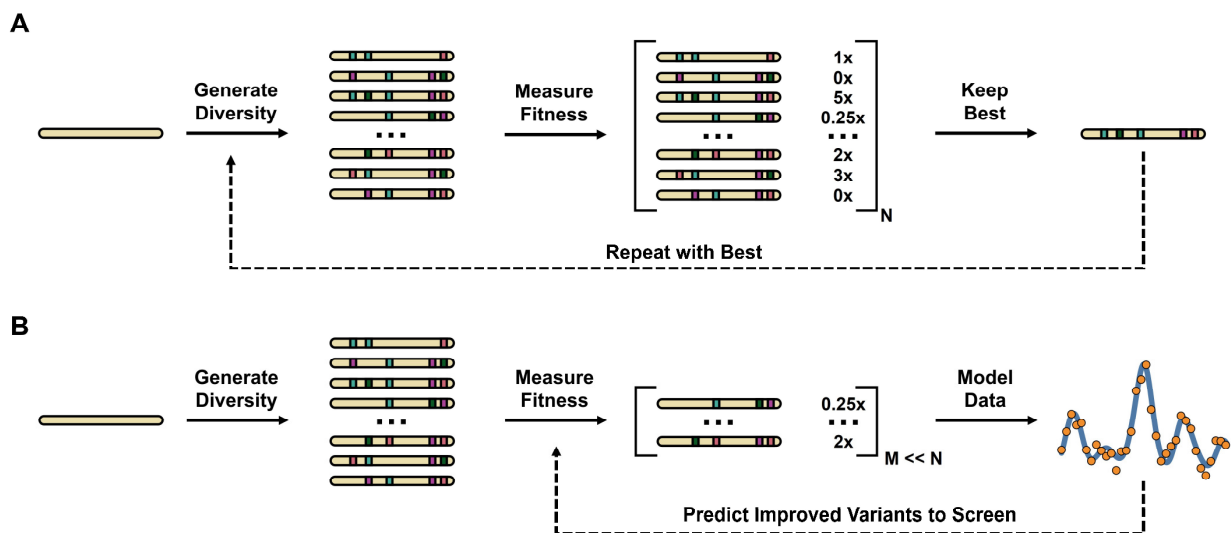 A
Generate
Diversity
...
Measure
Fitness
1x
0x
5x
0.25x
... ....
2x
3x
0x
N
Keep
Best
Repeat with Best
B
Generate
Diversity
...
Measure
Fitness
0.25x
... ...
2x
M << N
Model
Data
Predict Improved Variants to Screen